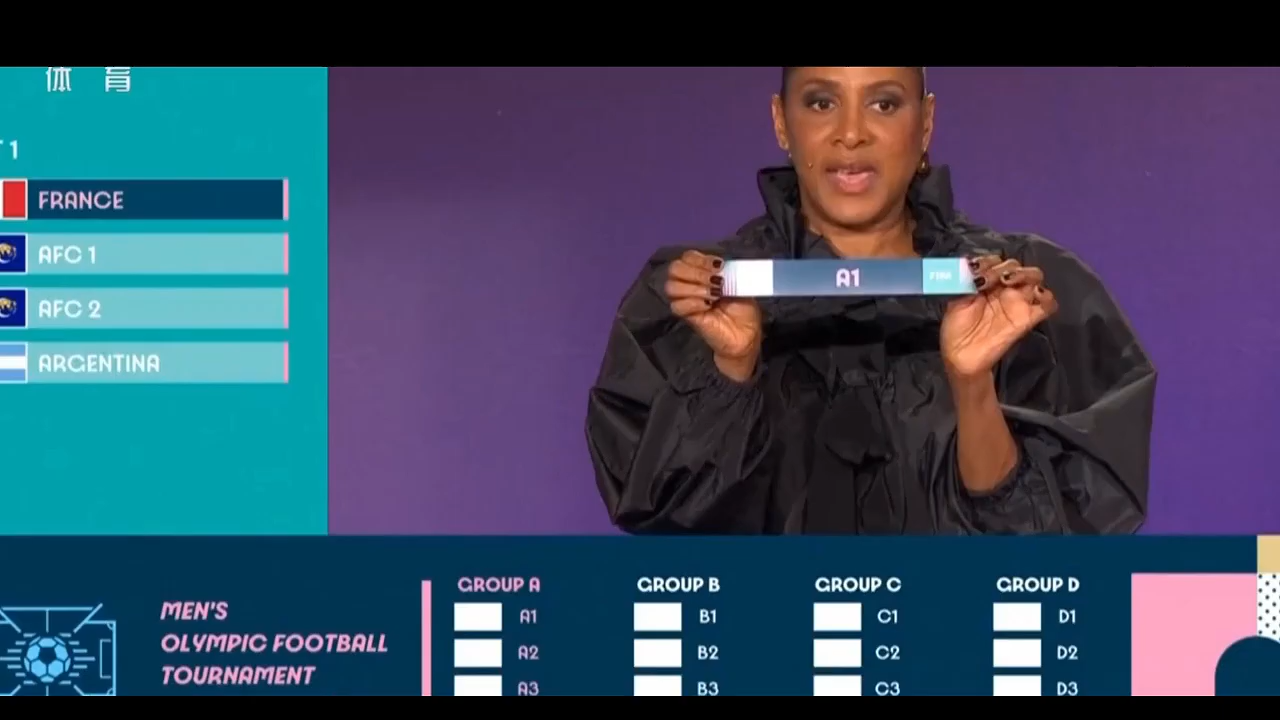 体 育
1
FRANCE
AFC 1
AFC 2
ARGENTINA
A1
FIFA
MEN'S
OLYMPIC FOOTBALL
TOURNAMENT
GROUP A
A1
A2
A3
GROUP B
B1
B2
B3
GROUP C
C1
C2
C3
GROUP D
D1
D2
D3